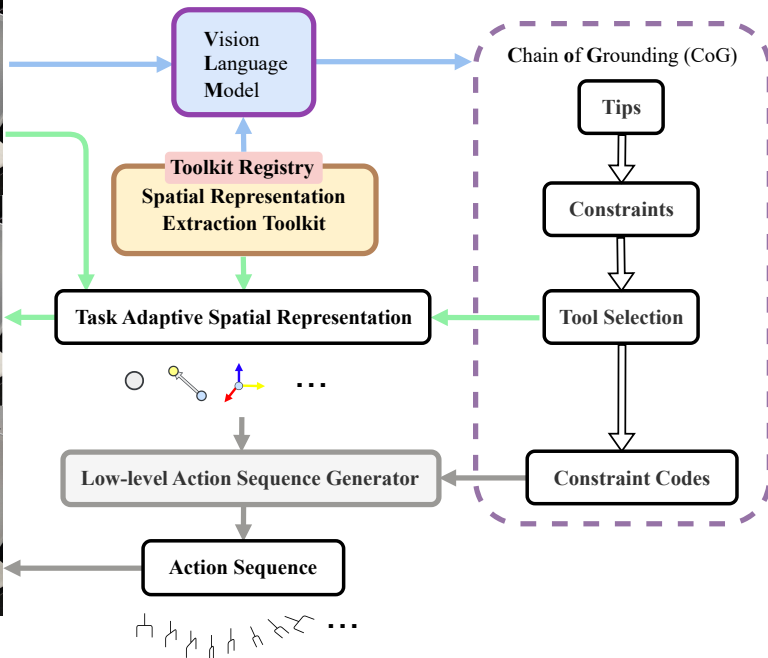 Vision
Language
Model
Chain of Grounding (CoG)
Tips
Toolkit Registry
Spatial Representation
Extraction Toolkit
Constraints
Task Adaptive Spatial Representation
Tool Selection
...
Low-level Action Sequence Generator
Constraint Codes
Action Sequence
...